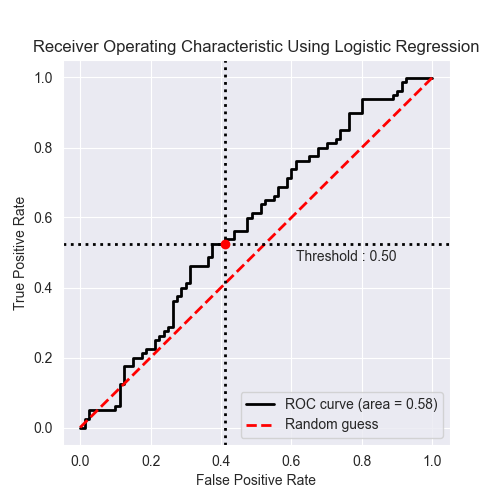 Receiver Operating Characteristic Using Logistic Regression
1.0
0.8
0.6
0.4
0.2
0.0
True Positive Rate
Threshold : 0.50
ROC curve (area = 0.58)
Random guess
0.0 0.2 0.4 0.6 0.8 1.0
False Positive Rate